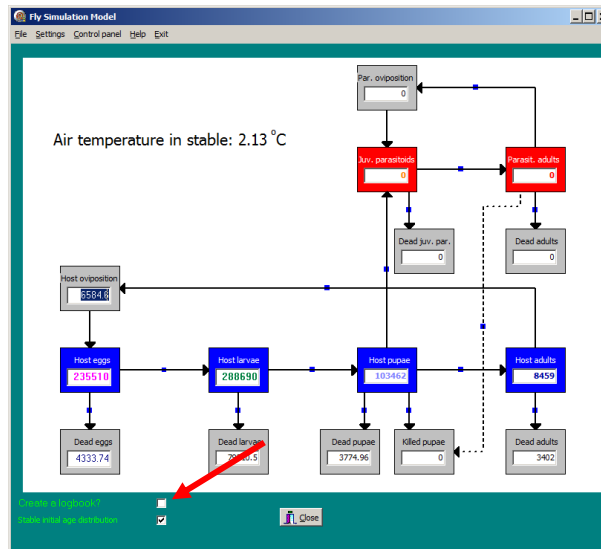 Fly Simulation Model
File Settings Control panel Help Exit
Par. oviposition
0
Air temperature in stable: 2.13 °C
Juv. parasitoids
0
Parasit. adults
0
Dead juv. par.
0
Dead adults
0
Host oviposition
6584.6
Host eggs
235510
Host larvae
288690
Host pupae
103462
Host adults
8459
Dead eggs
4333.74
Dead larvae
Dead pupae
3774.96
Killed pupae
0
Dead adults
3402
Create a logbook?
Stable initial age distribution
Close